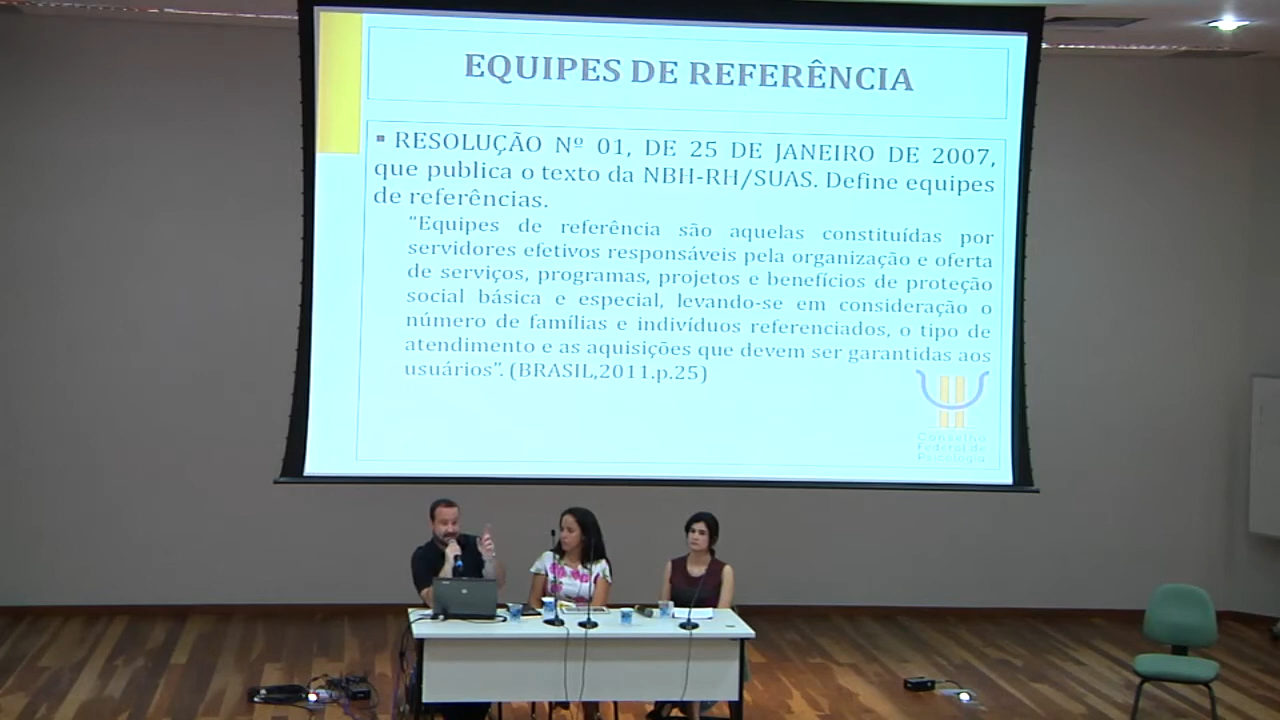 EQUIPES DE REFERÊNCIA
▪ RESOLUÇÃO Nº 01, DE 25 DE JANEIRO DE 2007,
que publica o texto da NBH-RH/SUAS. Define equipes
de referências.
“Equipes de referência são aquelas constituídas por
servidores efetivos responsáveis pela organização e oferta
de serviços, programas, projetos e benefícios de proteção
social básica e especial, levando-se em consideração o
número de famílias e indivíduos referenciados, o tipo de
atendimento e as aquisições que devem ser garantidas aos
usuários”. (BRASIL,2011.p.25)
Conselho
Federal de
Psicologia